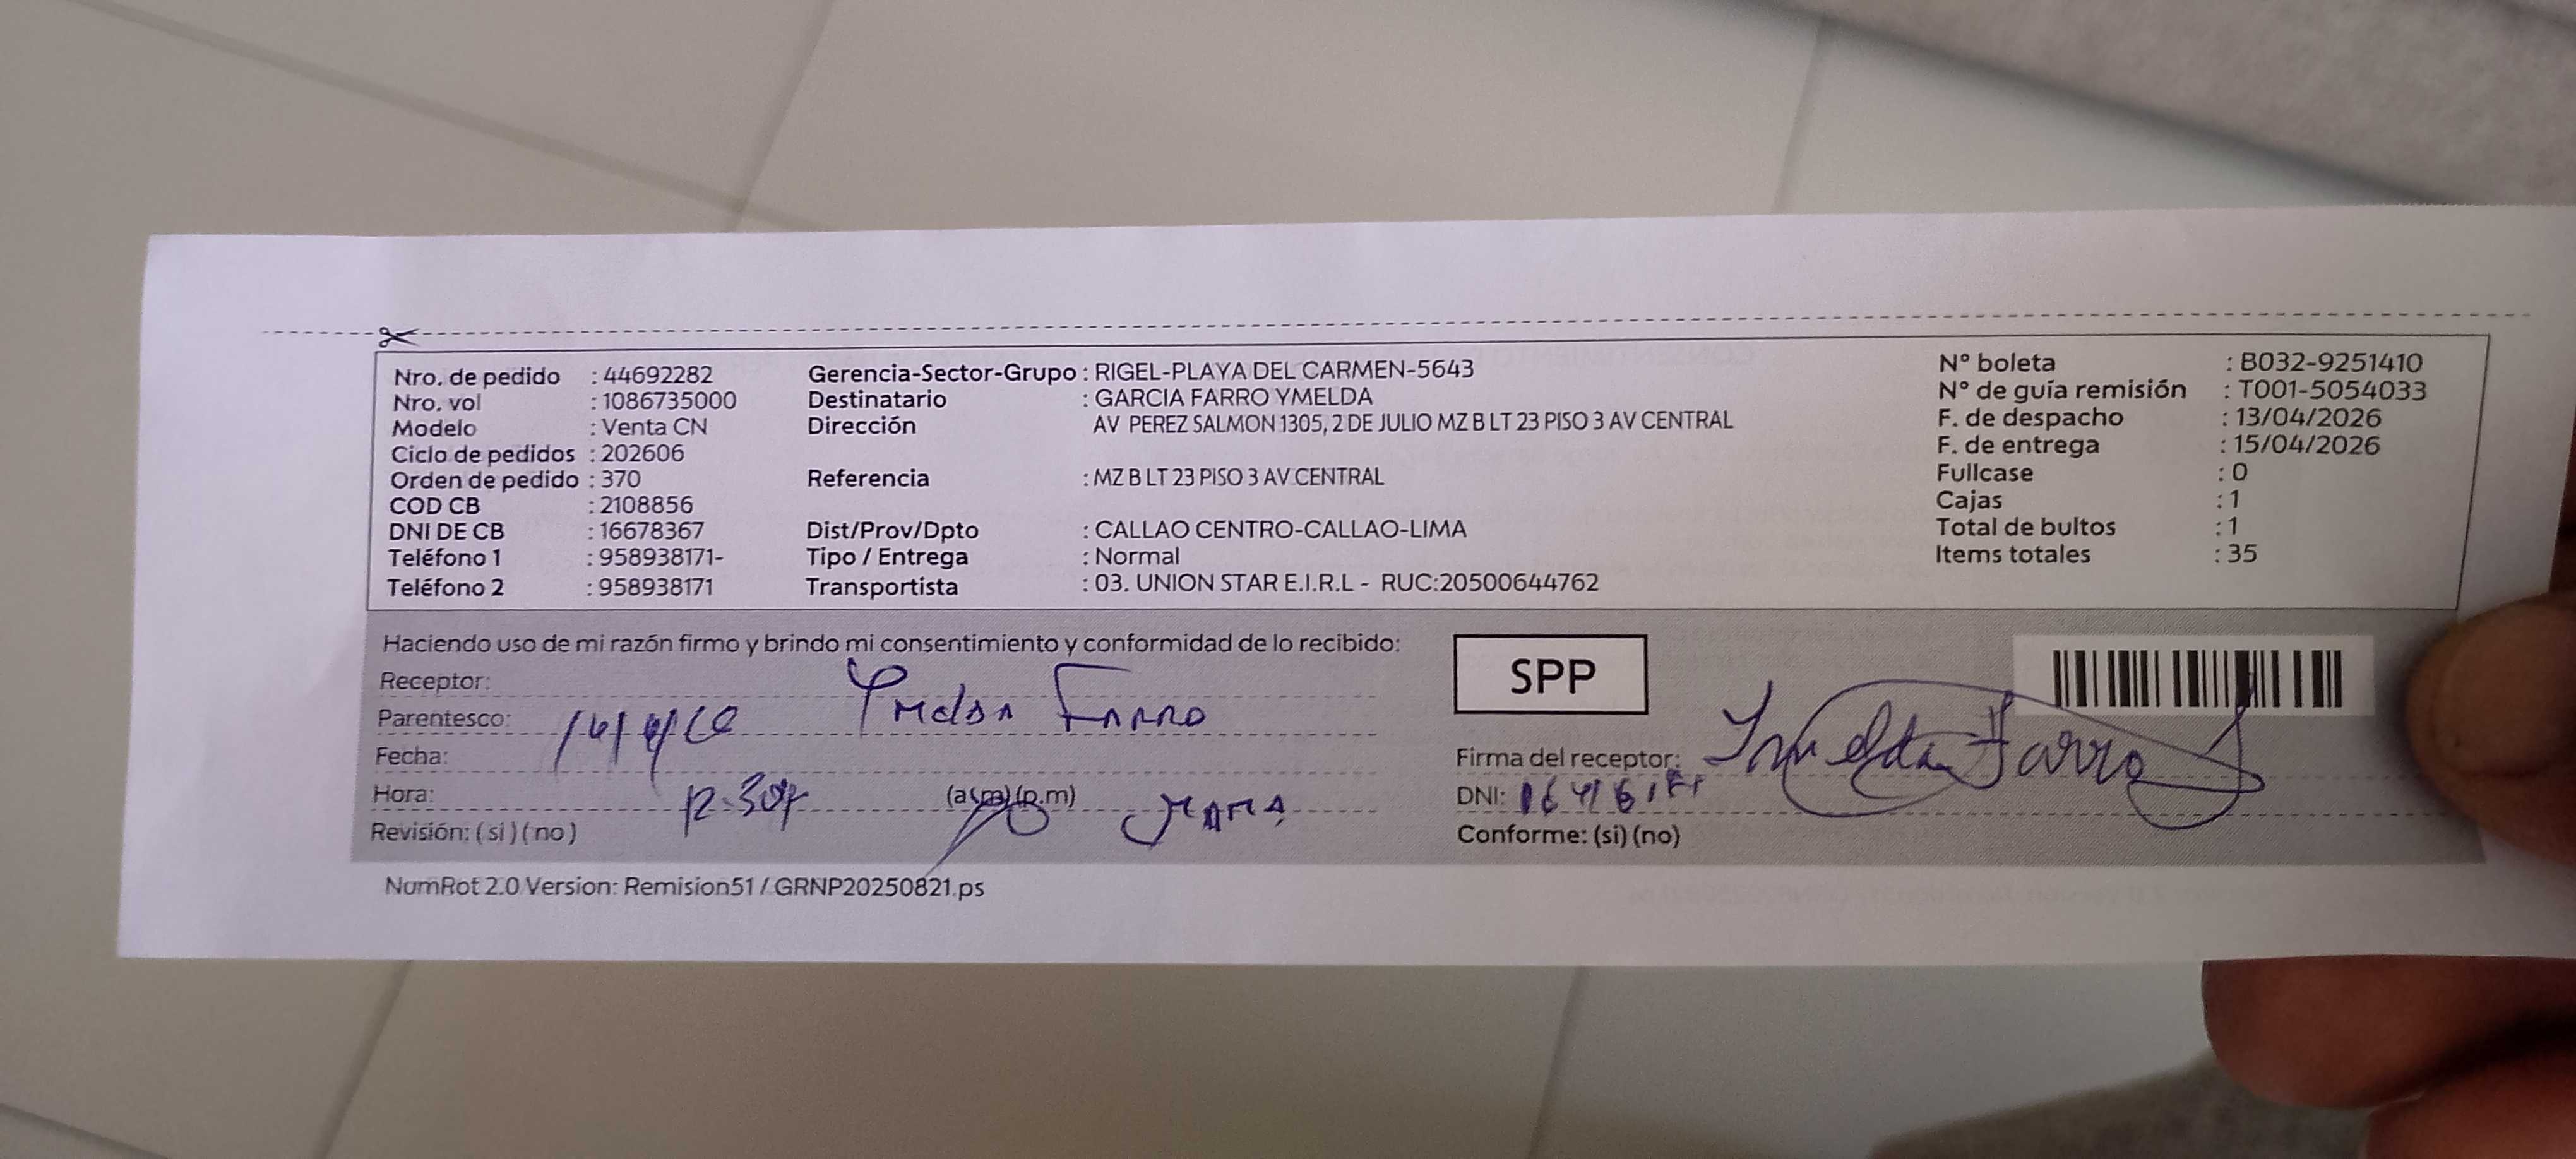 Nro. de pedido : 44692282
Nro. vol : 1086735000
Modelo : Venta CN
Ciclo de pedidos : 202606
Orden de pedido : 370
COD CB : 2108856
DNI DE CB : 16678367
Teléfono 1 : 958938171-
Teléfono 2 : 958938171
Gerencia-Sector-Grupo : RIGEL-PLAYA DEL CARMEN-5643
Destinatario : GARCIA FARRO YMELDA
Dirección AV PEREZ SALMON 1305, 2 DE JULIO MZ B LT 23 PISO 3 AV CENTRAL
Referencia : MZ B LT 23 PISO 3 AV CENTRAL
Dist/Prov/Dpto : CALLAO CENTRO-CALLAO-LIMA
Tipo / Entrega : Normal
Transportista : 03. UNION STAR E.I.R.L - RUC:20500644762
N° boleta : B032-9251410
N° de guía remisión : T001-5054033
F. de despacho : 13/04/2026
F. de entrega : 15/04/2026
Fullcase : 0
Cajas : 1
Total de bultos : 1
Items totales : 35
Haciendo uso de mi razón firmo y brindo mi consentimiento y conformidad de lo recibido:
Receptor:
Parentesco: Farro
Fecha:
Hora: (a.m) (p.m)
Revisión: (si) (no)
SPP
Firma del receptor: Imelda Farro
DNI:
Conforme: (si) (no)
NumRot 2.0 Version: Remision51 / GRNP20250821.ps